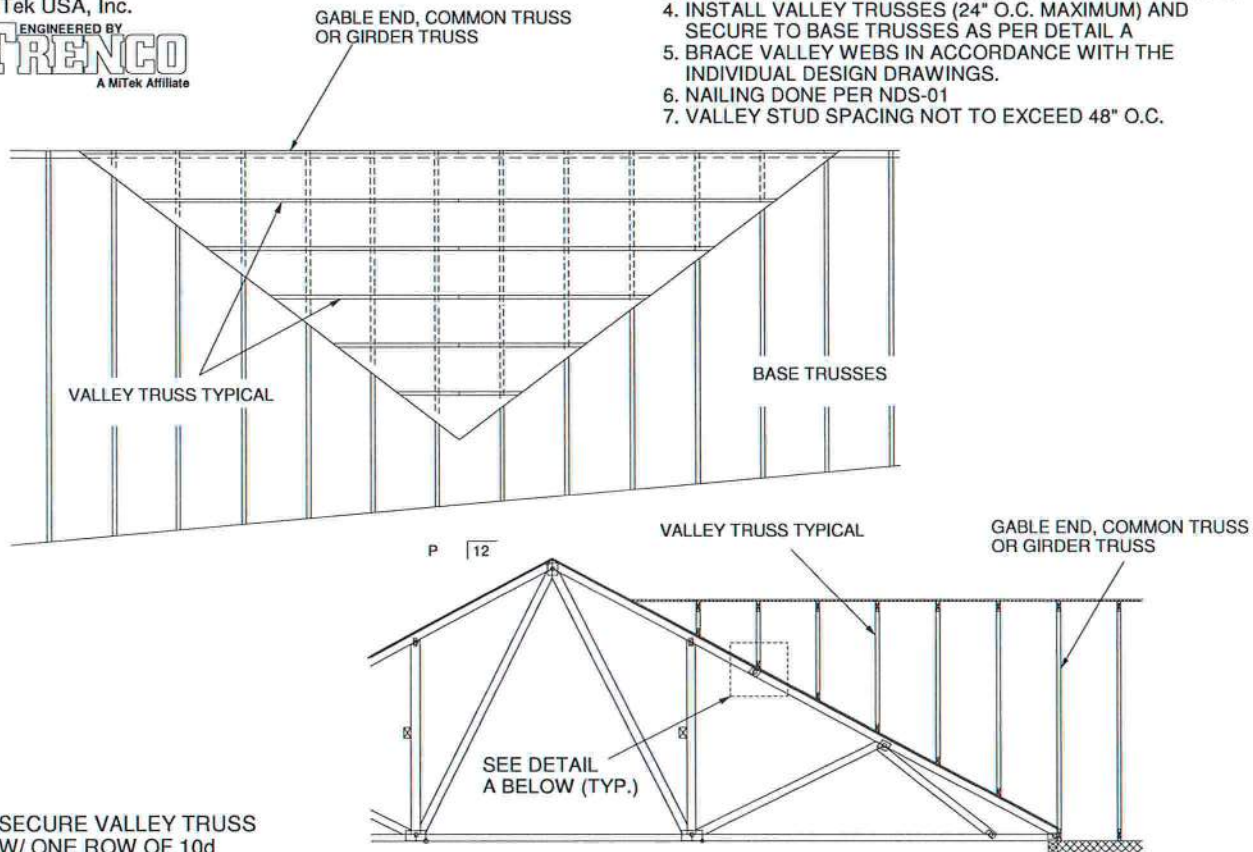 Tek USA, Inc.
ENGINEERED BY
TRENCO
A MiTek Affiliate
GABLE END, COMMON TRUSS
OR GIRDER TRUSS
4. INSTALL VALLEY TRUSSES (24" O.C. MAXIMUM) AND
SECURE TO BASE TRUSSES AS PER DETAIL A
5. BRACE VALLEY WEBS IN ACCORDANCE WITH THE
INDIVIDUAL DESIGN DRAWINGS.
6. NAILING DONE PER NDS-01
7. VALLEY STUD SPACING NOT TO EXCEED 48" O.C.
VALLEY TRUSS TYPICAL
BASE TRUSSES
P 12
VALLEY TRUSS TYPICAL
GABLE END, COMMON TRUSS
OR GIRDER TRUSS
SEE DETAIL
A BELOW (TYP.)
SECURE VALLEY TRUSS
W/ ONE ROW OF 10d